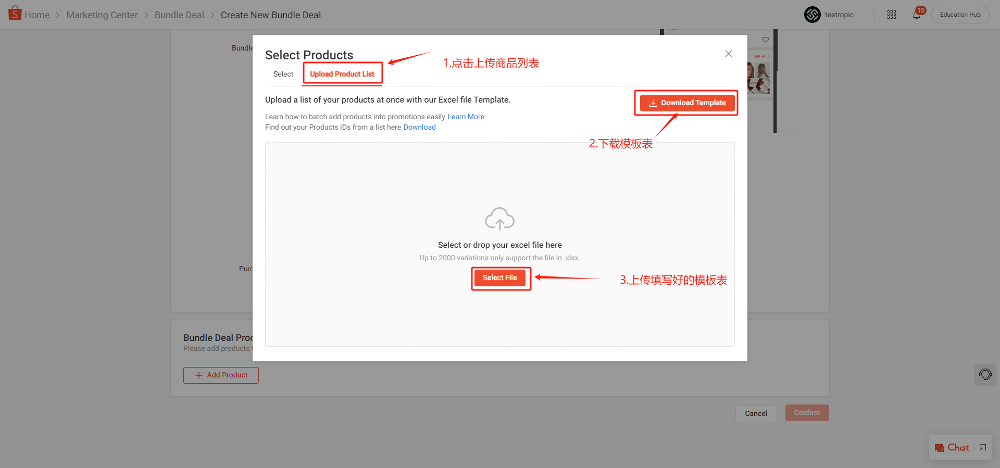 Home > Marketing Center > Bundle Deal > Create New Bundle Deal
teetropic
15
Education Hub
Bundle
Select Products
1.点击上传商品列表
See All >
Select
Upload Product List
Upload a list of your products at once with our Excel file Template.
Download Template
Learn how to batch add products into promotions easily Learn More
Find out your Products IDs from a list here Download
2.下载模板表
Select or drop your excel file here
Up to 2000 variations only support the file in .xlsx.
Purc
Select File
3.上传填写好的模板表
Bundle Deal Prod
Please add products
Add Product
Cancel
Confirm
Chat